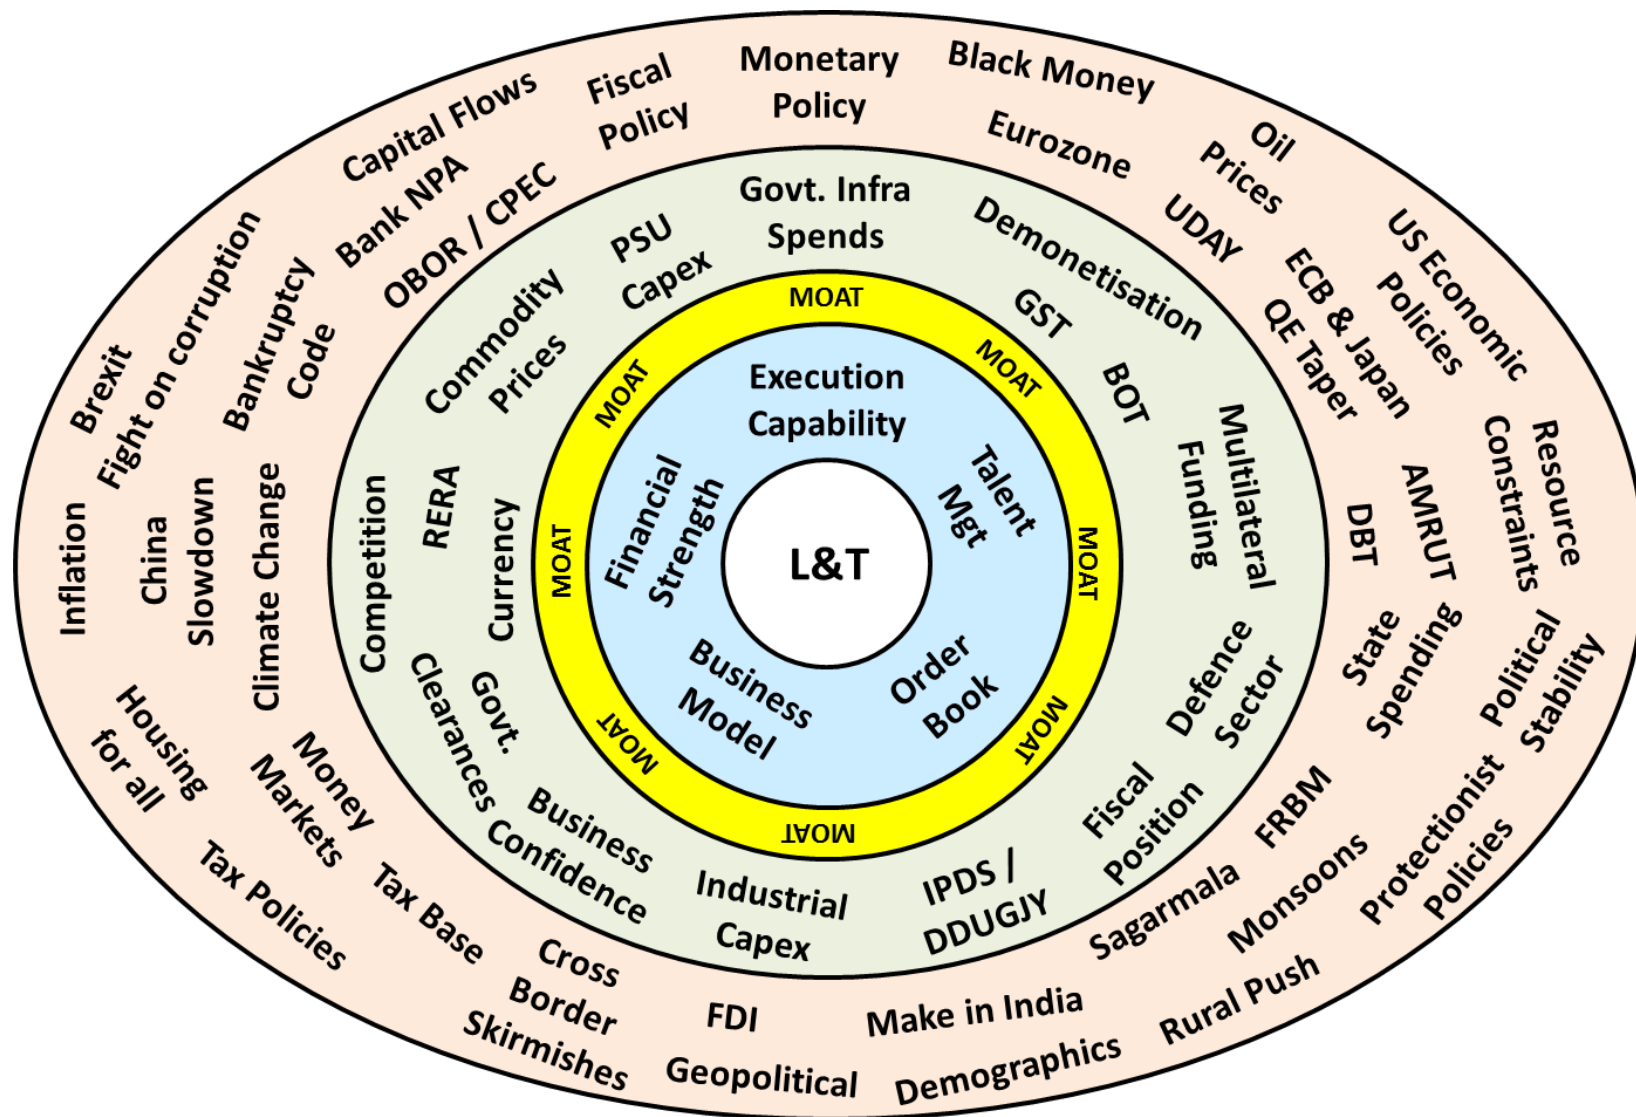 Monetary
Policy
Black Money
Eurozone
Oil
Prices
UDAY
US Economic
Policies
ECB & Japan
QE Taper
Resource
Constraints
AMRUT
DBT
State
Spending
Political
Stability
Protectionist
Policies
FRBM
Monsoons
Sagarmala
Rural Push
Make in India
Demographics
FDI
Geopolitical
Cross
Border
Skirmishes
Tax Base
Tax Policies
Money
Markets
Housing
for all
Climate Change
China
Slowdown
Inflation
Brexit
Fight on corruption
Bankruptcy
Code
OBOR / CPEC
Bank NPA
Capital Flows
Fiscal
Policy
Govt. Infra
Spends
Demonetisation
GST
BOT
Multilateral
Funding
Defence
Sector
Fiscal
Position
IPDS /
DDUGJY
Industrial
Capex
Business
Confidence
Govt.
Clearances
Currency
RERA
Competition
Commodity
Prices
PSU
Capex
MOAT
MOAT
MOAT
MOAT
MOAT
MOAT
MOAT
MOAT
Execution
Capability
Talent
Mgt
Order
Book
Business
Model
Financial
Strength
L&T